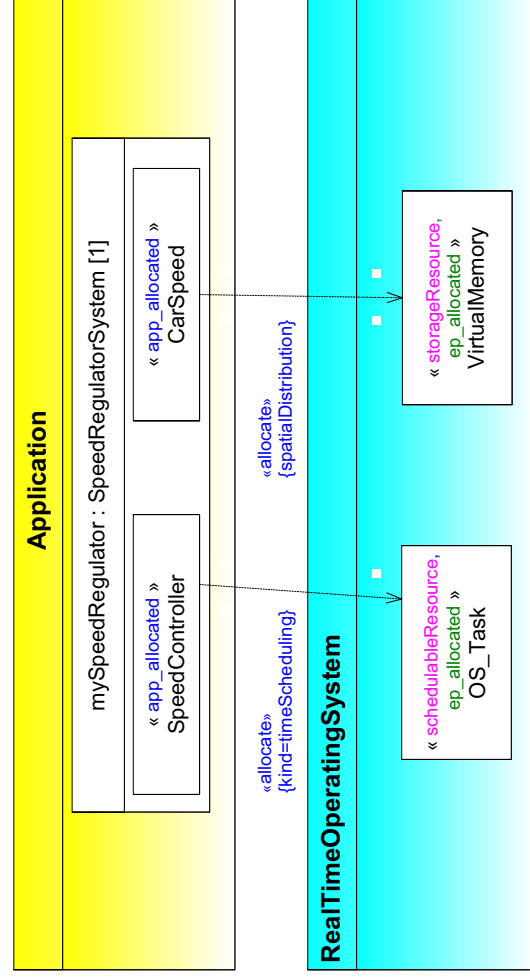 Application
mySpeedRegulator : SpeedRegulatorSystem [1]
« app_allocated »
SpeedController
« app_allocated »
CarSpeed
«allocate»
{kind=timeScheduling}
«allocate»
{spatialDistribution}
RealTimeOperatingSystem
« schedulableResource,
ep_allocated »
OS_Task
« storageResource,
ep_allocated »
VirtualMemory